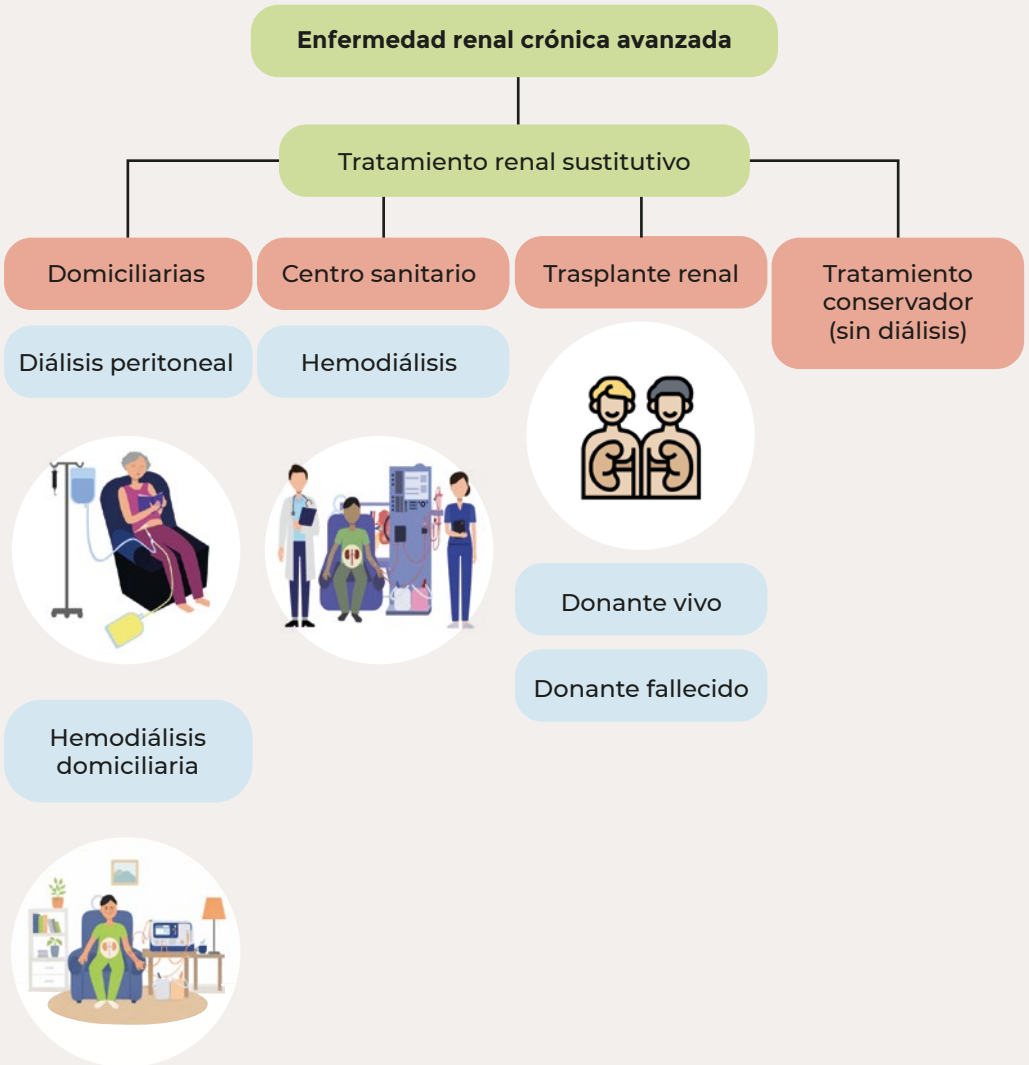 Enfermedad renal crónica avanzada
Tratamiento renal sustitutivo
Domiciliarias
Centro sanitario
Trasplante renal
Tratamiento
conservador
(sin diálisis)
Diálisis peritoneal
Hemodiálisis
Donante vivo
Donante fallecido
Hemodiálisis
domiciliaria